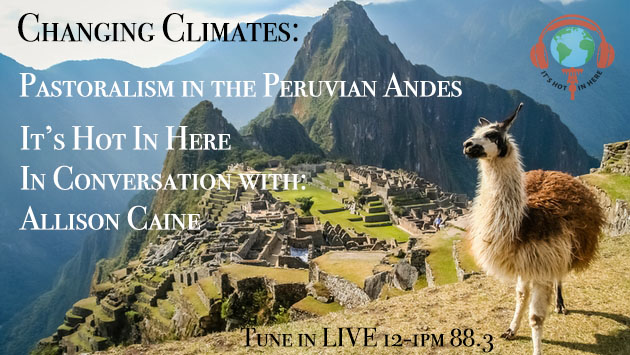 Changing Climates:
Pastoralism in the Peruvian Andes
It's Hot In Here
In Conversation with:
Allison Caine
Tune in LIVE 12-1pm 88.3
IT'S HOT IN HERE